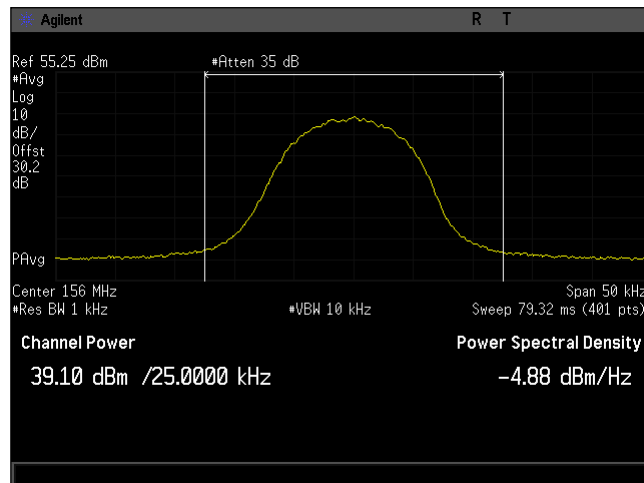 Agilent R T
Ref 55.25 dBm #Atten 35 dB
#Avg
Log
10
dB/
Offst
30.2
dB
PAvg
Center 156 MHz Span 50 kHz
#Res BW 1 kHz #VBW 10 kHz Sweep 79.32 ms (401 pts)
Channel Power Power Spectral Density
39.10 dBm /25.0000 kHz -4.88 dBm/Hz